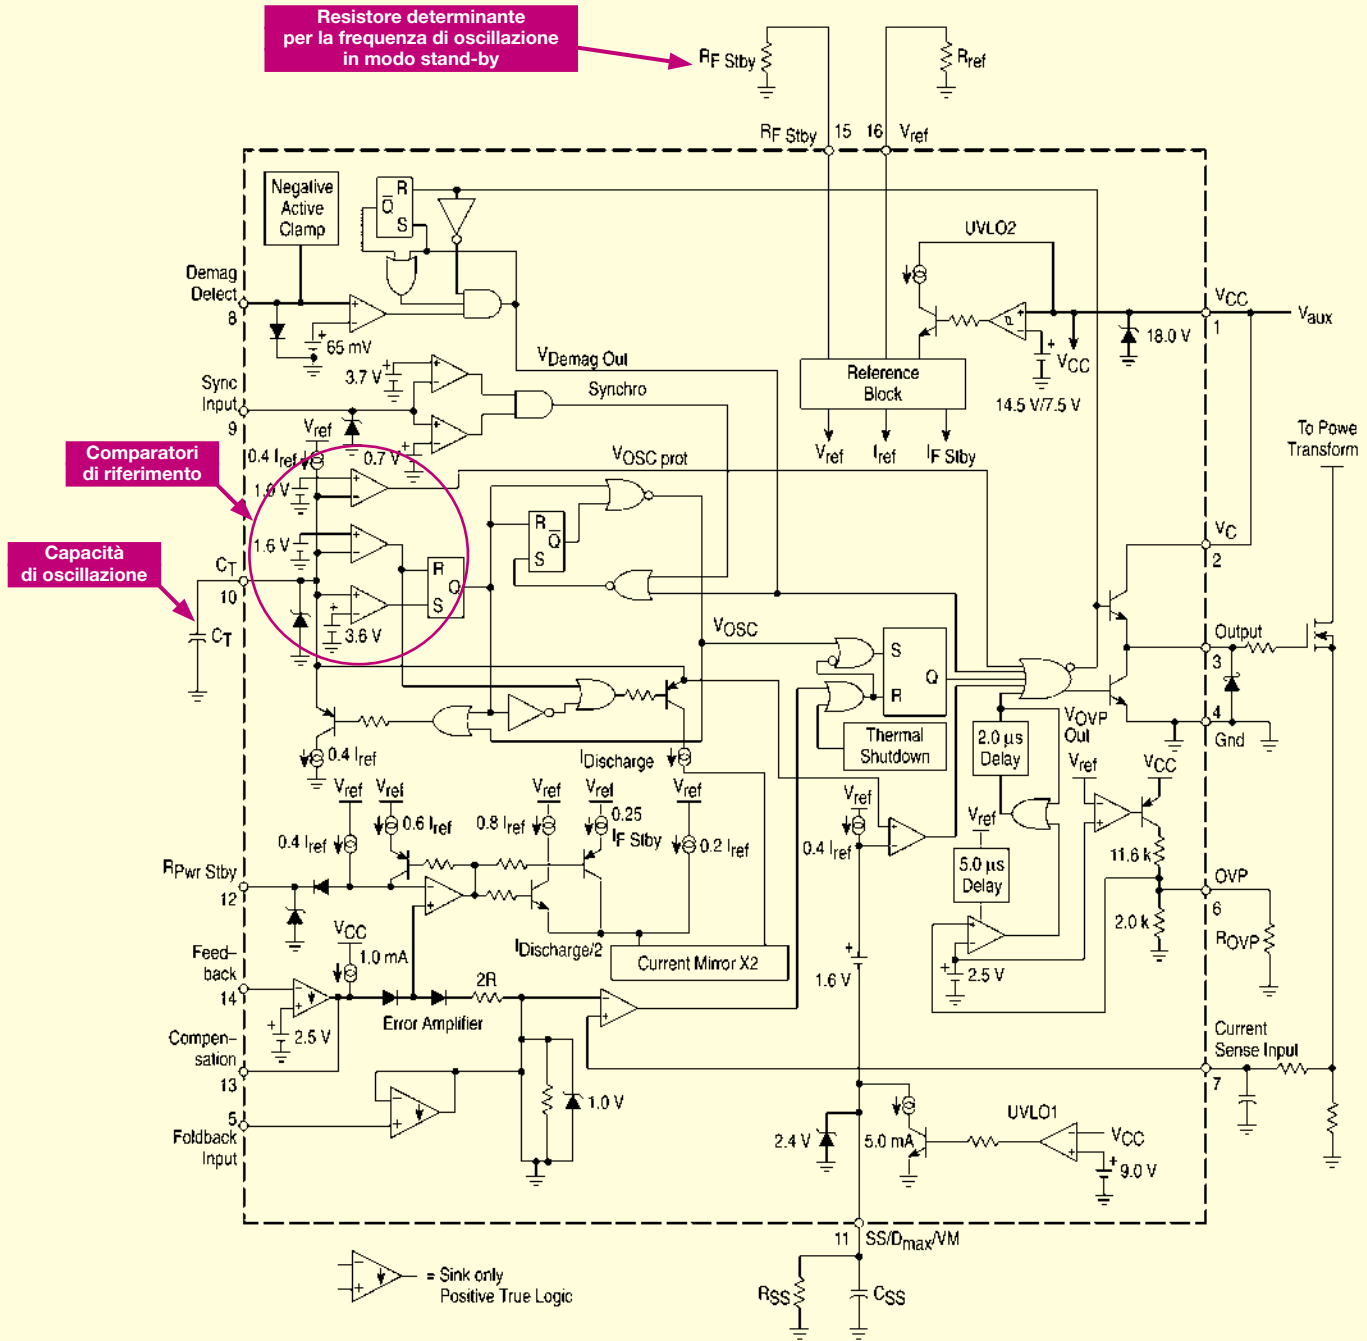 Resistore determinante
per la frequenza di oscillazione
in modo stand-by
RF Stby
Rref
RF Stby
15
16
Vref
Negative
Active
Clamp
R
Q
S
UVLO2
Demag
Detect
8
65 mV
VCC
1
Vaux
18.0 V
VCC
14.5 V/7.5 V
Reference
Block
VDemag Out
3.7 V
Synchro
Sync
Input
9
Vref
0.4 Iref
0.7 V
Vref
Iref
IF Stby
To Powe
Transform
Comparatori
di riferimento
VOSC prot
1.0 V
R
Q
S
1.6 V
VC
2
Capacità
di oscillazione
CT
10
R
Q
S
CT
3.6 V
VOSC
S
Q
R
Output
3
4
Gnd
Thermal
Shutdown
VOVP
Out
2.0 µs
Delay
0.4 Iref
IDischarge
Vref
Vref
Vref
Vref
Vref
Vref
Vref
VCC
0.6 Iref
0.8 Iref
0.25
IF Stby
0.4 Iref
0.2 Iref
0.4 Iref
Vref
5.0 µs
Delay
11.6 k
RPwr Stby
12
OVP
6
2.0 k
ROVP
VCC
1.0 mA
IDischarge/2
Current Mirror X2
Feed–
back
14
2R
1.6 V
2.5 V
Error Amplifier
2.5 V
Compen–
sation
13
Current
Sense Input
7
5
Foldback
Input
1.0 V
2.4 V
5.0 mA
UVLO1
VCC
9.0 V
11
SS/Dmax/VM
= Sink only
Positive True Logic
RSS
CSS